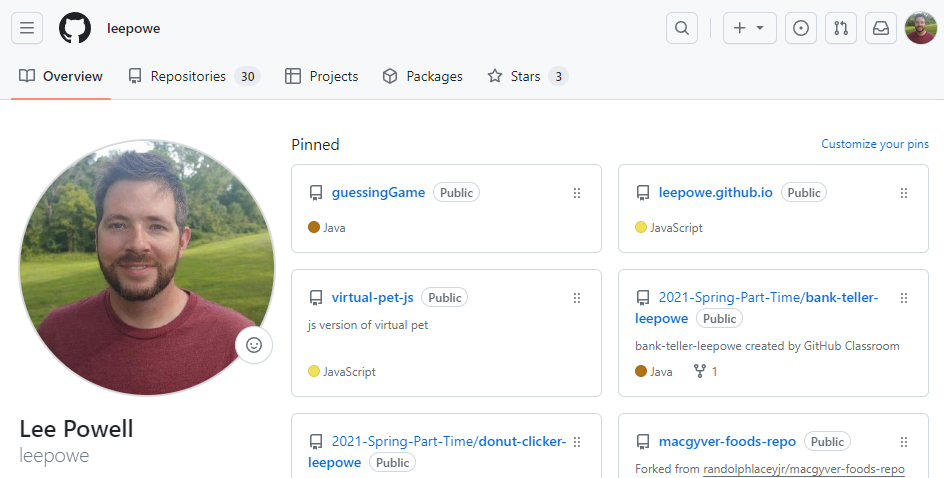 leepowe
Overview Repositories 30 Projects Packages Stars 3
Pinned
Customize your pins
guessingGame Public
Java
leepowe.github.io Public
JavaScript
virtual-pet-js Public
js version of virtual pet
JavaScript
2021-Spring-Part-Time/bank-teller-
leepowe Public
bank-teller-leepowe created by GitHub Classroom
Java 1
2021-Spring-Part-Time/donut-clicker-
leepowe Public
macgyver-foods-repo Public
Forked from randolphlaceyjr/macgyver-foods-repo
Lee Powell
leepowe